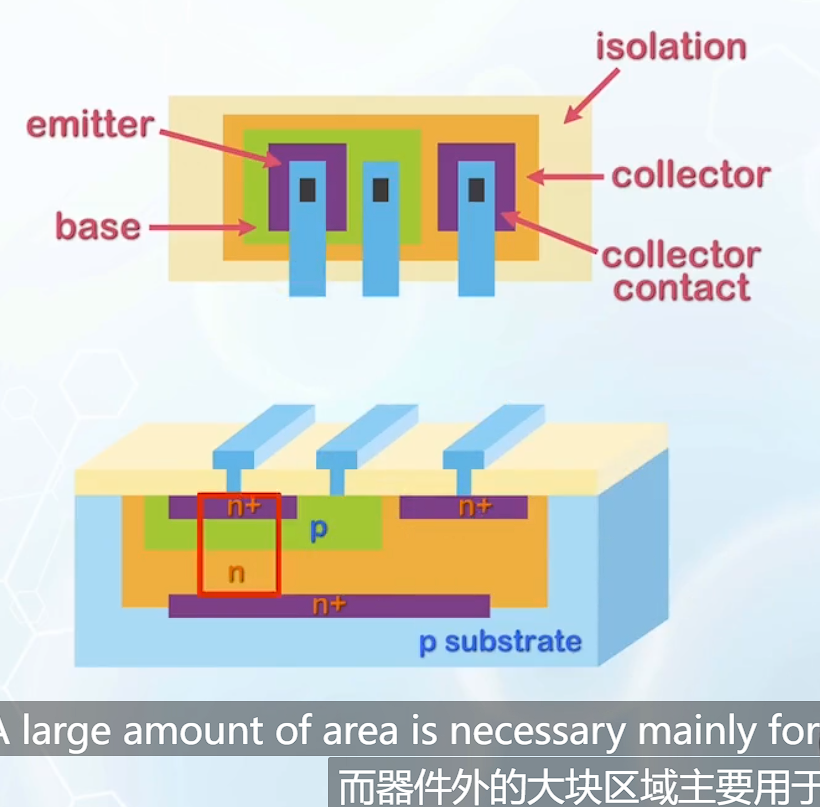 isolation
emitter
collector
base
collector
contact
n+
n+
p
n
n+
p substrate
A large amount of area is necessary mainly for
而器件外的大块区域主要用于